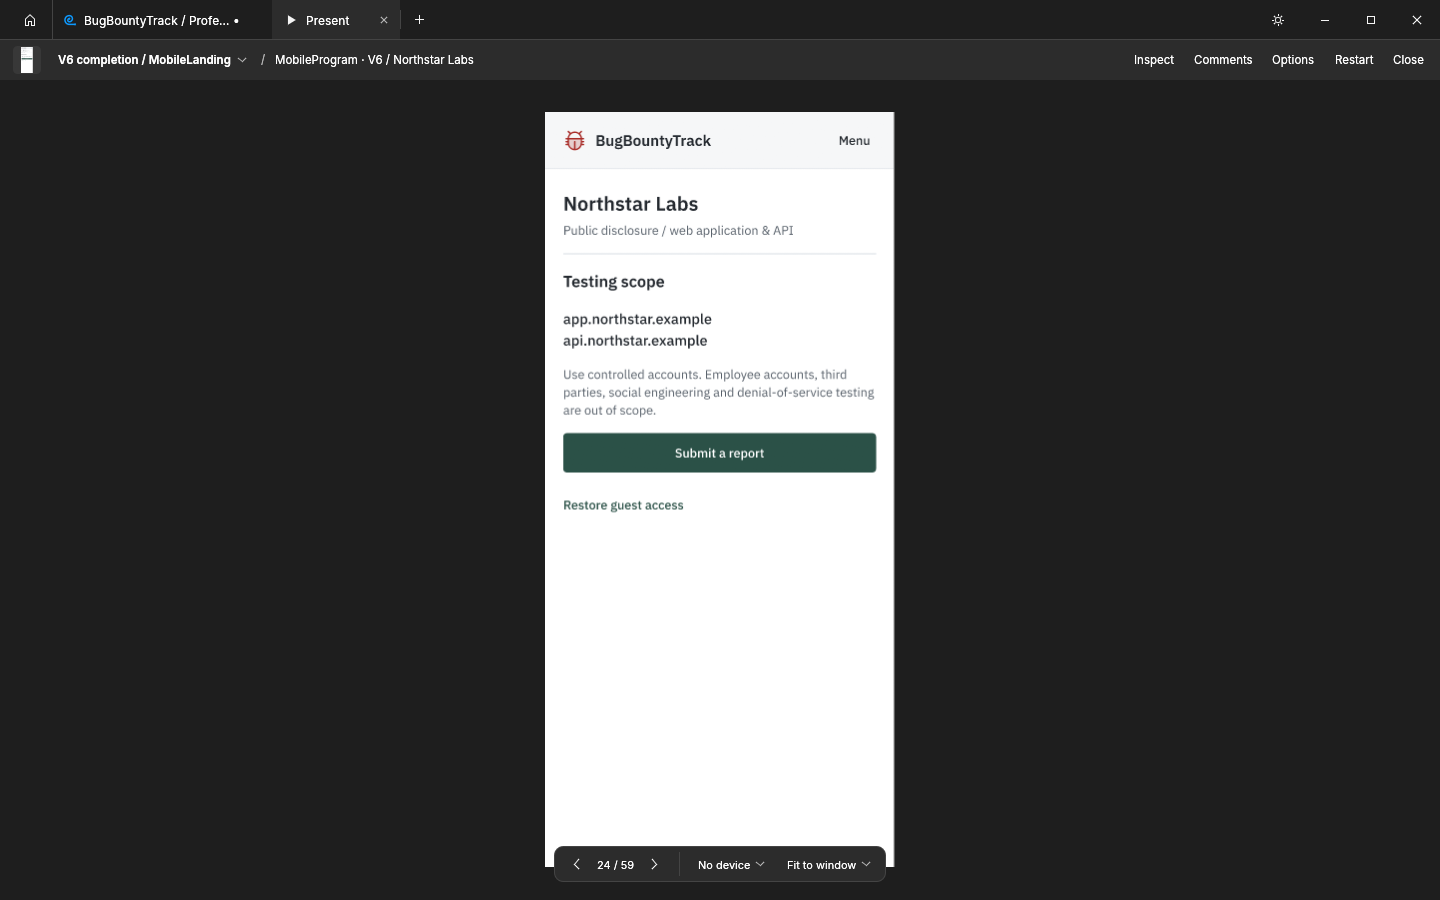 BugBountyTrack / Profe... •
Present
V6 completion / MobileLanding / MobileProgram · V6 / Northstar Labs
Inspect Comments Options Restart Close
BugBountyTrack
Menu
Northstar Labs
Public disclosure / web application & API
Testing scope
app.northstar.example
api.northstar.example
Use controlled accounts. Employee accounts, third
parties, social engineering and denial-of-service testing
are out of scope.
Submit a report
Restore guest access
24 / 59 No device Fit to window